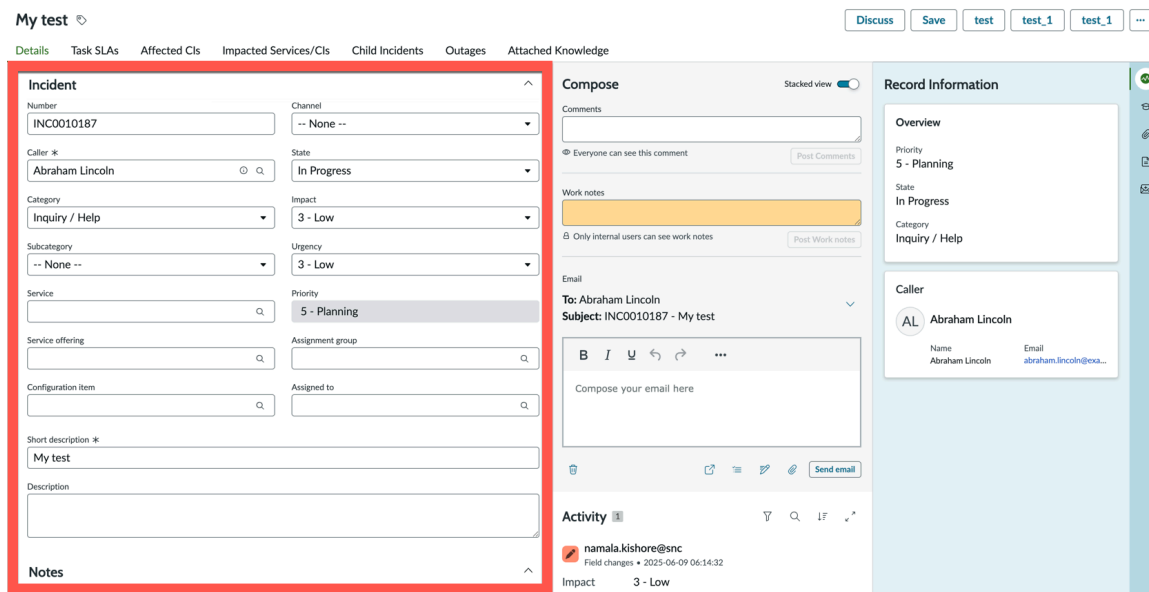 My test
Discuss
Save
test
test_1
test_1
Details
Task SLAs
Affected CIs
Impacted Services/CIs
Child Incidents
Outages
Attached Knowledge
Incident
Number
INC0010187
Channel
-- None --
Caller
Abraham Lincoln
State
In Progress
Category
Inquiry / Help
Impact
3 - Low
Subcategory
-- None --
Urgency
3 - Low
Service
Priority
5 - Planning
Service offering
Assignment group
Configuration item
Assigned to
Short description
My test
Description
Notes
Compose
Stacked view
Comments
Everyone can see this comment
Post Comments
Work notes
Only internal users can see work notes
Post Work notes
Email
To: Abraham Lincoln
Subject: INC0010187 - My test
B I U
Compose your email here
Send email
Activity 1
namala.kishore@snc
Field changes • 2025-06-09 06:14:32
Impact 3 - Low
Record Information
Overview
Priority
5 - Planning
State
In Progress
Category
Inquiry / Help
Caller
AL
Abraham Lincoln
Name
Abraham Lincoln
Email
abraham.lincoln@exa...